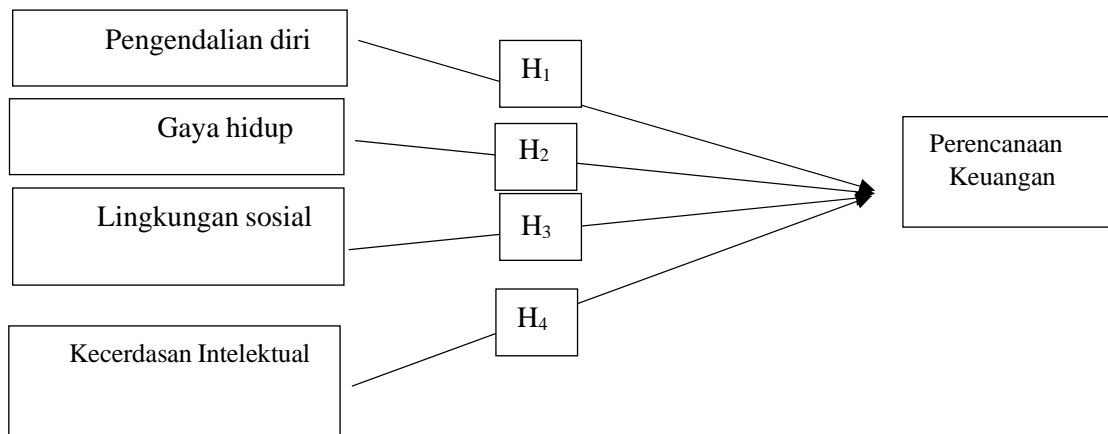 Pengendalian diri
H₁
Gaya hidup
H₂
Perencanaan
Keuangan
Lingkungan sosial
H₃
Kecerdasan Intelektual
H₄